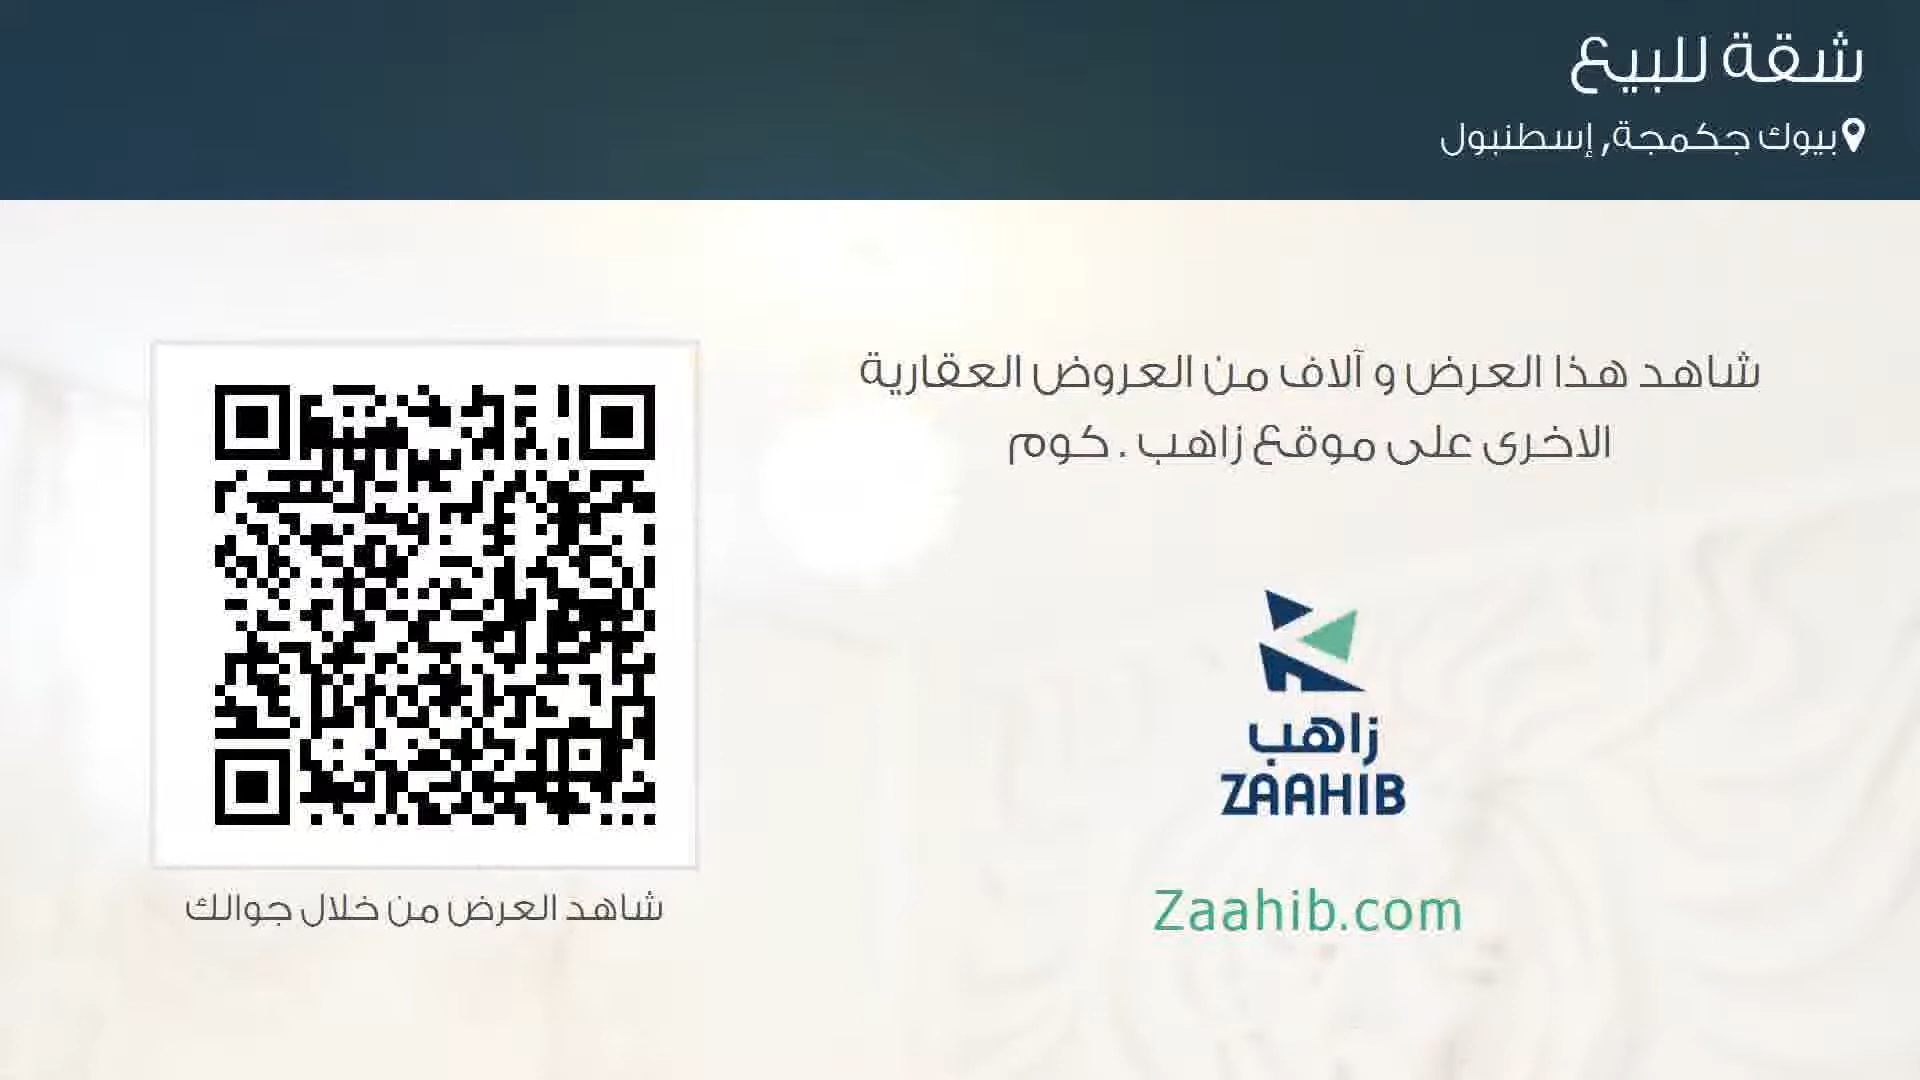 شقة للبيع
بيوك جكمجة, إسطنبول
شاهد هذا العرض و آلاف من العروض العقارية
الاخرى على موقع زاهب . كوم
زاهب
ZAAHIB
Zaahib.com
شاهد العرض من خلال جوالك